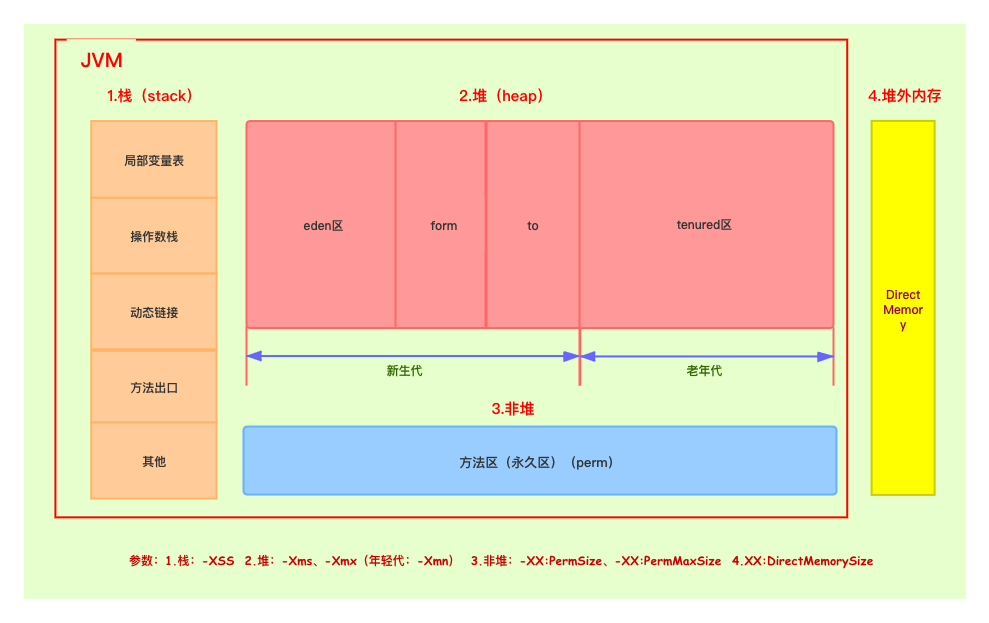 JVM
1.栈（stack）
2.堆（heap）
4.堆外内存
局部变量表
操作数栈
动态链接
方法出口
其他
eden区
form
to
tenured区
新生代
老年代
3.非堆
方法区（永久区）（perm）
Direct
Memor
y
参数：1.栈：-XSS 2.堆：-Xms、-Xmx（年轻代：-Xmn） 3.非堆：-XX:PermSize、-XX:PermMaxSize 4.XX:DirectMemorySize